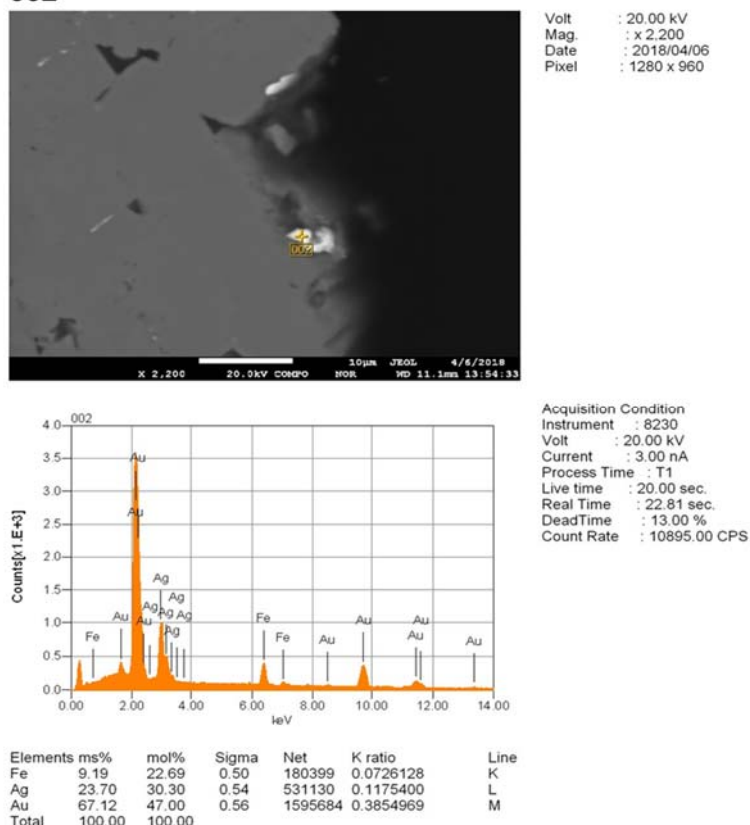 Volt : 20.00 kV
Mag. : x 2,200
Date : 2018/04/06
Pixel : 1280 x 960
002
10µm JEOL 4/6/2018
X 2,200 20.0kV COMPO NOR WD 11.1mm 13:54:33
Acquisition Condition
Instrument : 8230
Volt : 20.00 kV
Current : 3.00 nA
Process Time : T1
Live time : 20.00 sec.
Real Time : 22.81 sec.
DeadTime : 13.00 %
Count Rate : 10895.00 CPS
002
Counts[x1.E+3]
4.0
3.5
3.0
2.5
2.0
1.5
1.0
0.5
0.0
Au
Au
Ag
Ag Ag
Fe Au Au Ag Ag Fe Fe Au Au Au Au Au
Ag
0.00 2.00 4.00 6.00 8.00 10.00 12.00 14.00
keV
Elements ms% mol% Sigma Net K ratio Line
Fe 9.19 22.69 0.50 180399 0.0726128 K
Ag 23.70 30.30 0.54 531130 0.1175400 L
Au 67.12 47.00 0.56 1595684 0.3854969 M
Total 100.00 100.00